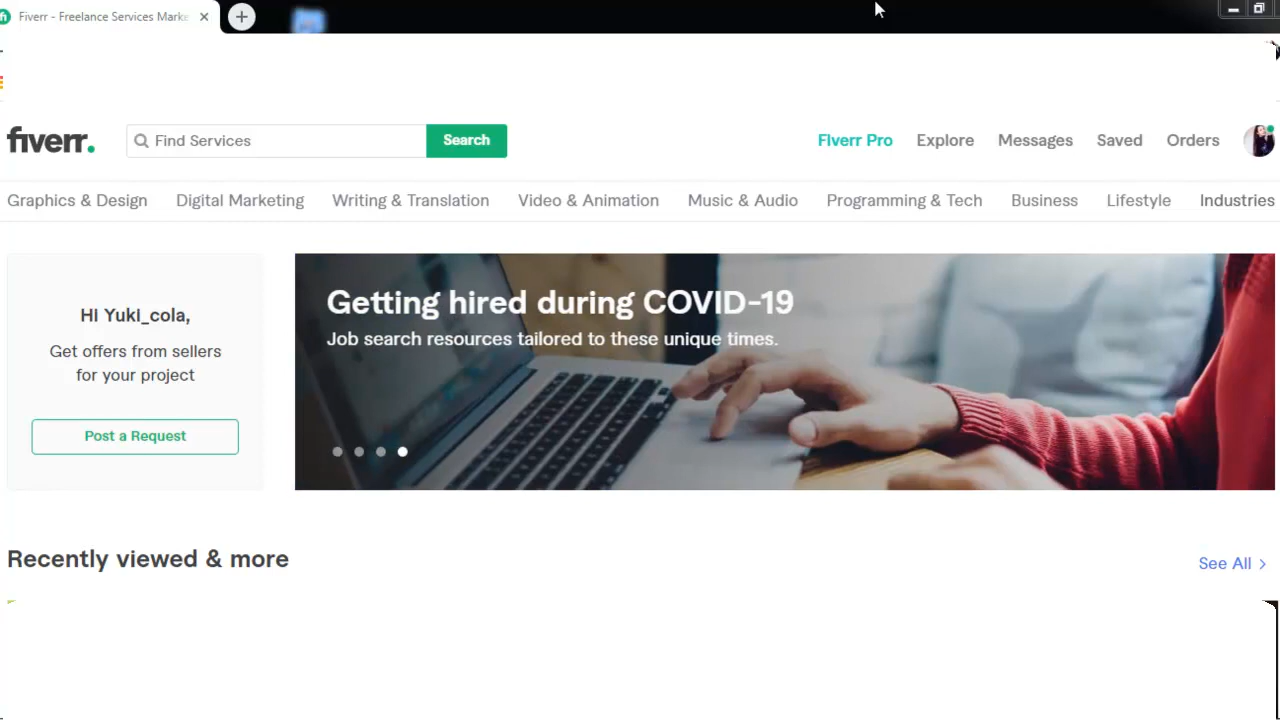 Fiverr - Freelance Services Marke
fiverr.
Find Services
Search
FIverr Pro
Explore
Messages
Saved
Orders
Graphics & Design
Digital Marketing
Writing & Translation
Video & Animation
Music & Audio
Programming & Tech
Business
Lifestyle
Industries
HI Yuki_cola,
Get offers from sellers
for your project
Post a Request
Getting hired during COVID-19
Job search resources tailored to these unique times.
Recently viewed & more
See All